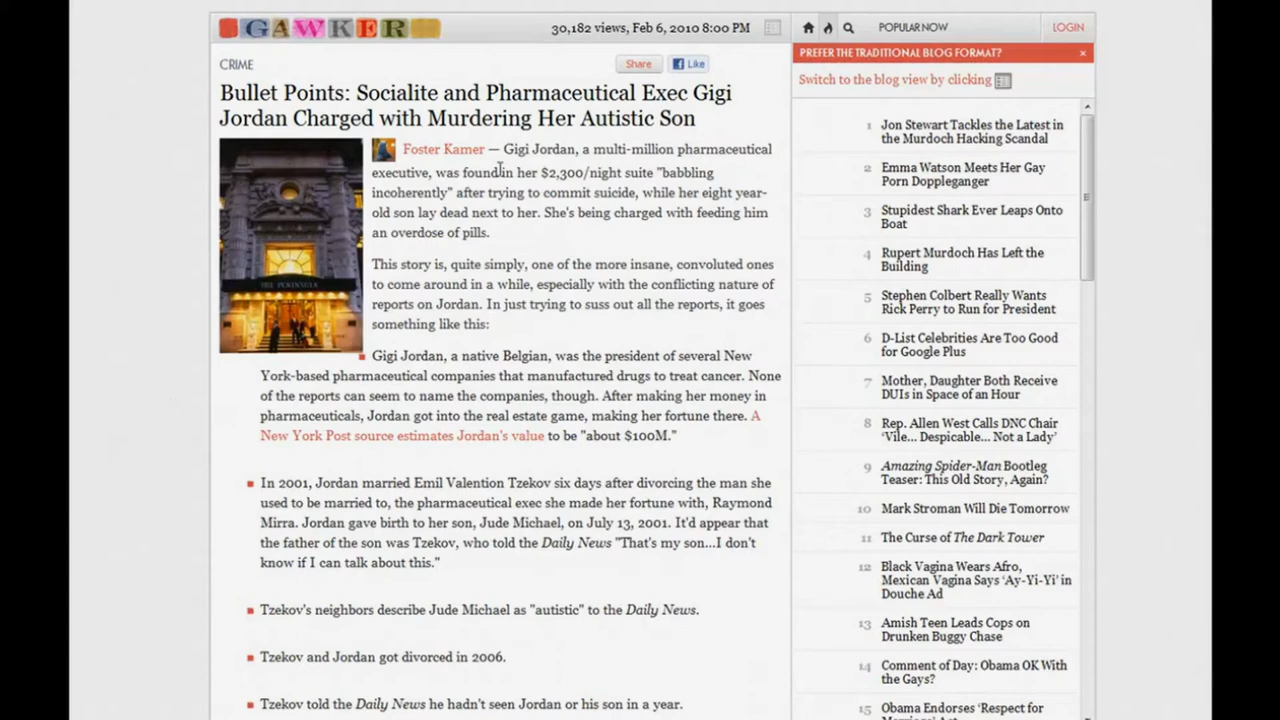 GAWKER
30,182 views, Feb 6, 2010 8:00 PM
CRIME
Share
Like
Bullet Points: Socialite and Pharmaceutical Exec Gigi
Jordan Charged with Murdering Her Autistic Son
THE PENINSULA
Foster Kamer — Gigi Jordan, a multi-million pharmaceutical
executive, was found in her $2,300/night suite "babbling
incoherently" after trying to commit suicide, while her eight year-
old son lay dead next to her. She's being charged with feeding him
an overdose of pills.
This story is, quite simply, one of the more insane, convoluted ones
to come around in a while, especially with the conflicting nature of
reports on Jordan. In just trying to suss out all the reports, it goes
something like this:
Gigi Jordan, a native Belgian, was the president of several New
York-based pharmaceutical companies that manufactured drugs to treat cancer. None
of the reports can seem to name the companies, though. After making her money in
pharmaceuticals, Jordan got into the real estate game, making her fortune there. A
New York Post source estimates Jordan's value to be "about $100M."
In 2001, Jordan married Emil Valention Tzekov six days after divorcing the man she
used to be married to, the pharmaceutical exec she made her fortune with, Raymond
Mirra. Jordan gave birth to her son, Jude Michael, on July 13, 2001. It'd appear that
the father of the son was Tzekov, who told the Daily News "That's my son...I don't
know if I can talk about this."
Tzekov's neighbors describe Jude Michael as "autistic" to the Daily News.
Tzekov and Jordan got divorced in 2006.
Tzekov told the Daily News he hadn't seen Jordan or his son in a year.
POPULAR NOW
LOGIN
PREFER THE TRADITIONAL BLOG FORMAT?
×
Switch to the blog view by clicking
1 Jon Stewart Tackles the Latest in
the Murdoch Hacking Scandal
2 Emma Watson Meets Her Gay
Porn Doppleganger
3 Stupidest Shark Ever Leaps Onto
Boat
4 Rupert Murdoch Has Left the
Building
5 Stephen Colbert Really Wants
Rick Perry to Run for President
6 D-List Celebrities Are Too Good
for Google Plus
7 Mother, Daughter Both Receive
DUIs in Space of an Hour
8 Rep. Allen West Calls DNC Chair
'Vile... Despicable... Not a Lady'
9 Amazing Spider-Man Bootleg
Teaser: This Old Story, Again?
10 Mark Stroman Will Die Tomorrow
11 The Curse of The Dark Tower
12 Black Vagina Wears Afro,
Mexican Vagina Says 'Ay-Yi-Yi' in
Douche Ad
13 Amish Teen Leads Cops on
Drunken Buggy Chase
14 Comment of Day: Obama OK With
the Gays?
15 Obama Endorses 'Respect for
Marriage' Act